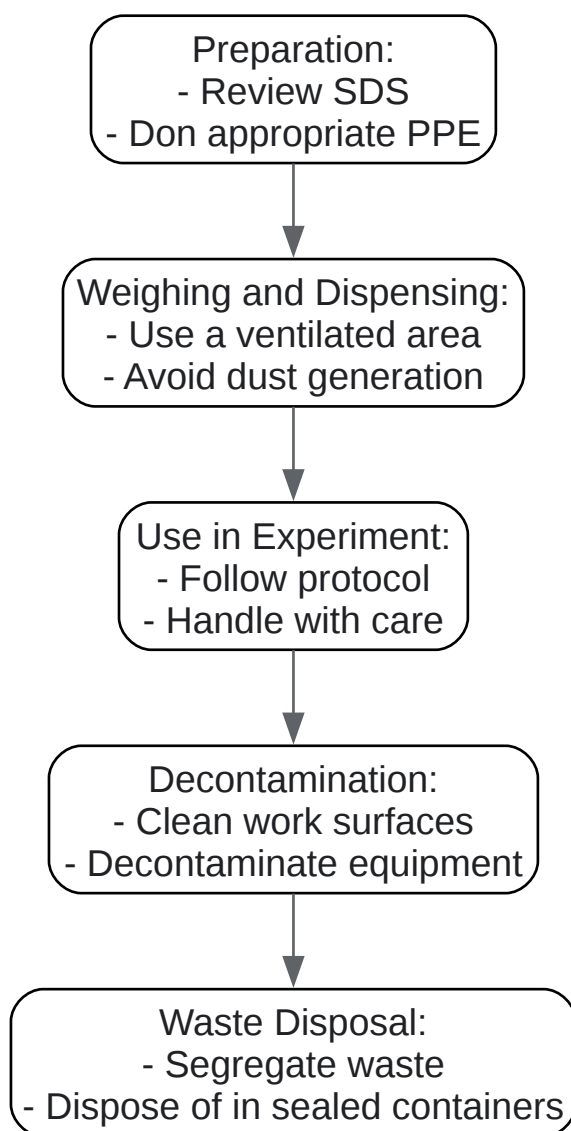 Preparation:
- Review SDS
- Don appropriate PPE
Weighing and Dispensing:
- Use a ventilated area
- Avoid dust generation
Use in Experiment:
- Follow protocol
- Handle with care
Decontamination:
- Clean work surfaces
- Decontaminate equipment
Waste Disposal:
- Segregate waste
- Dispose of in sealed containers